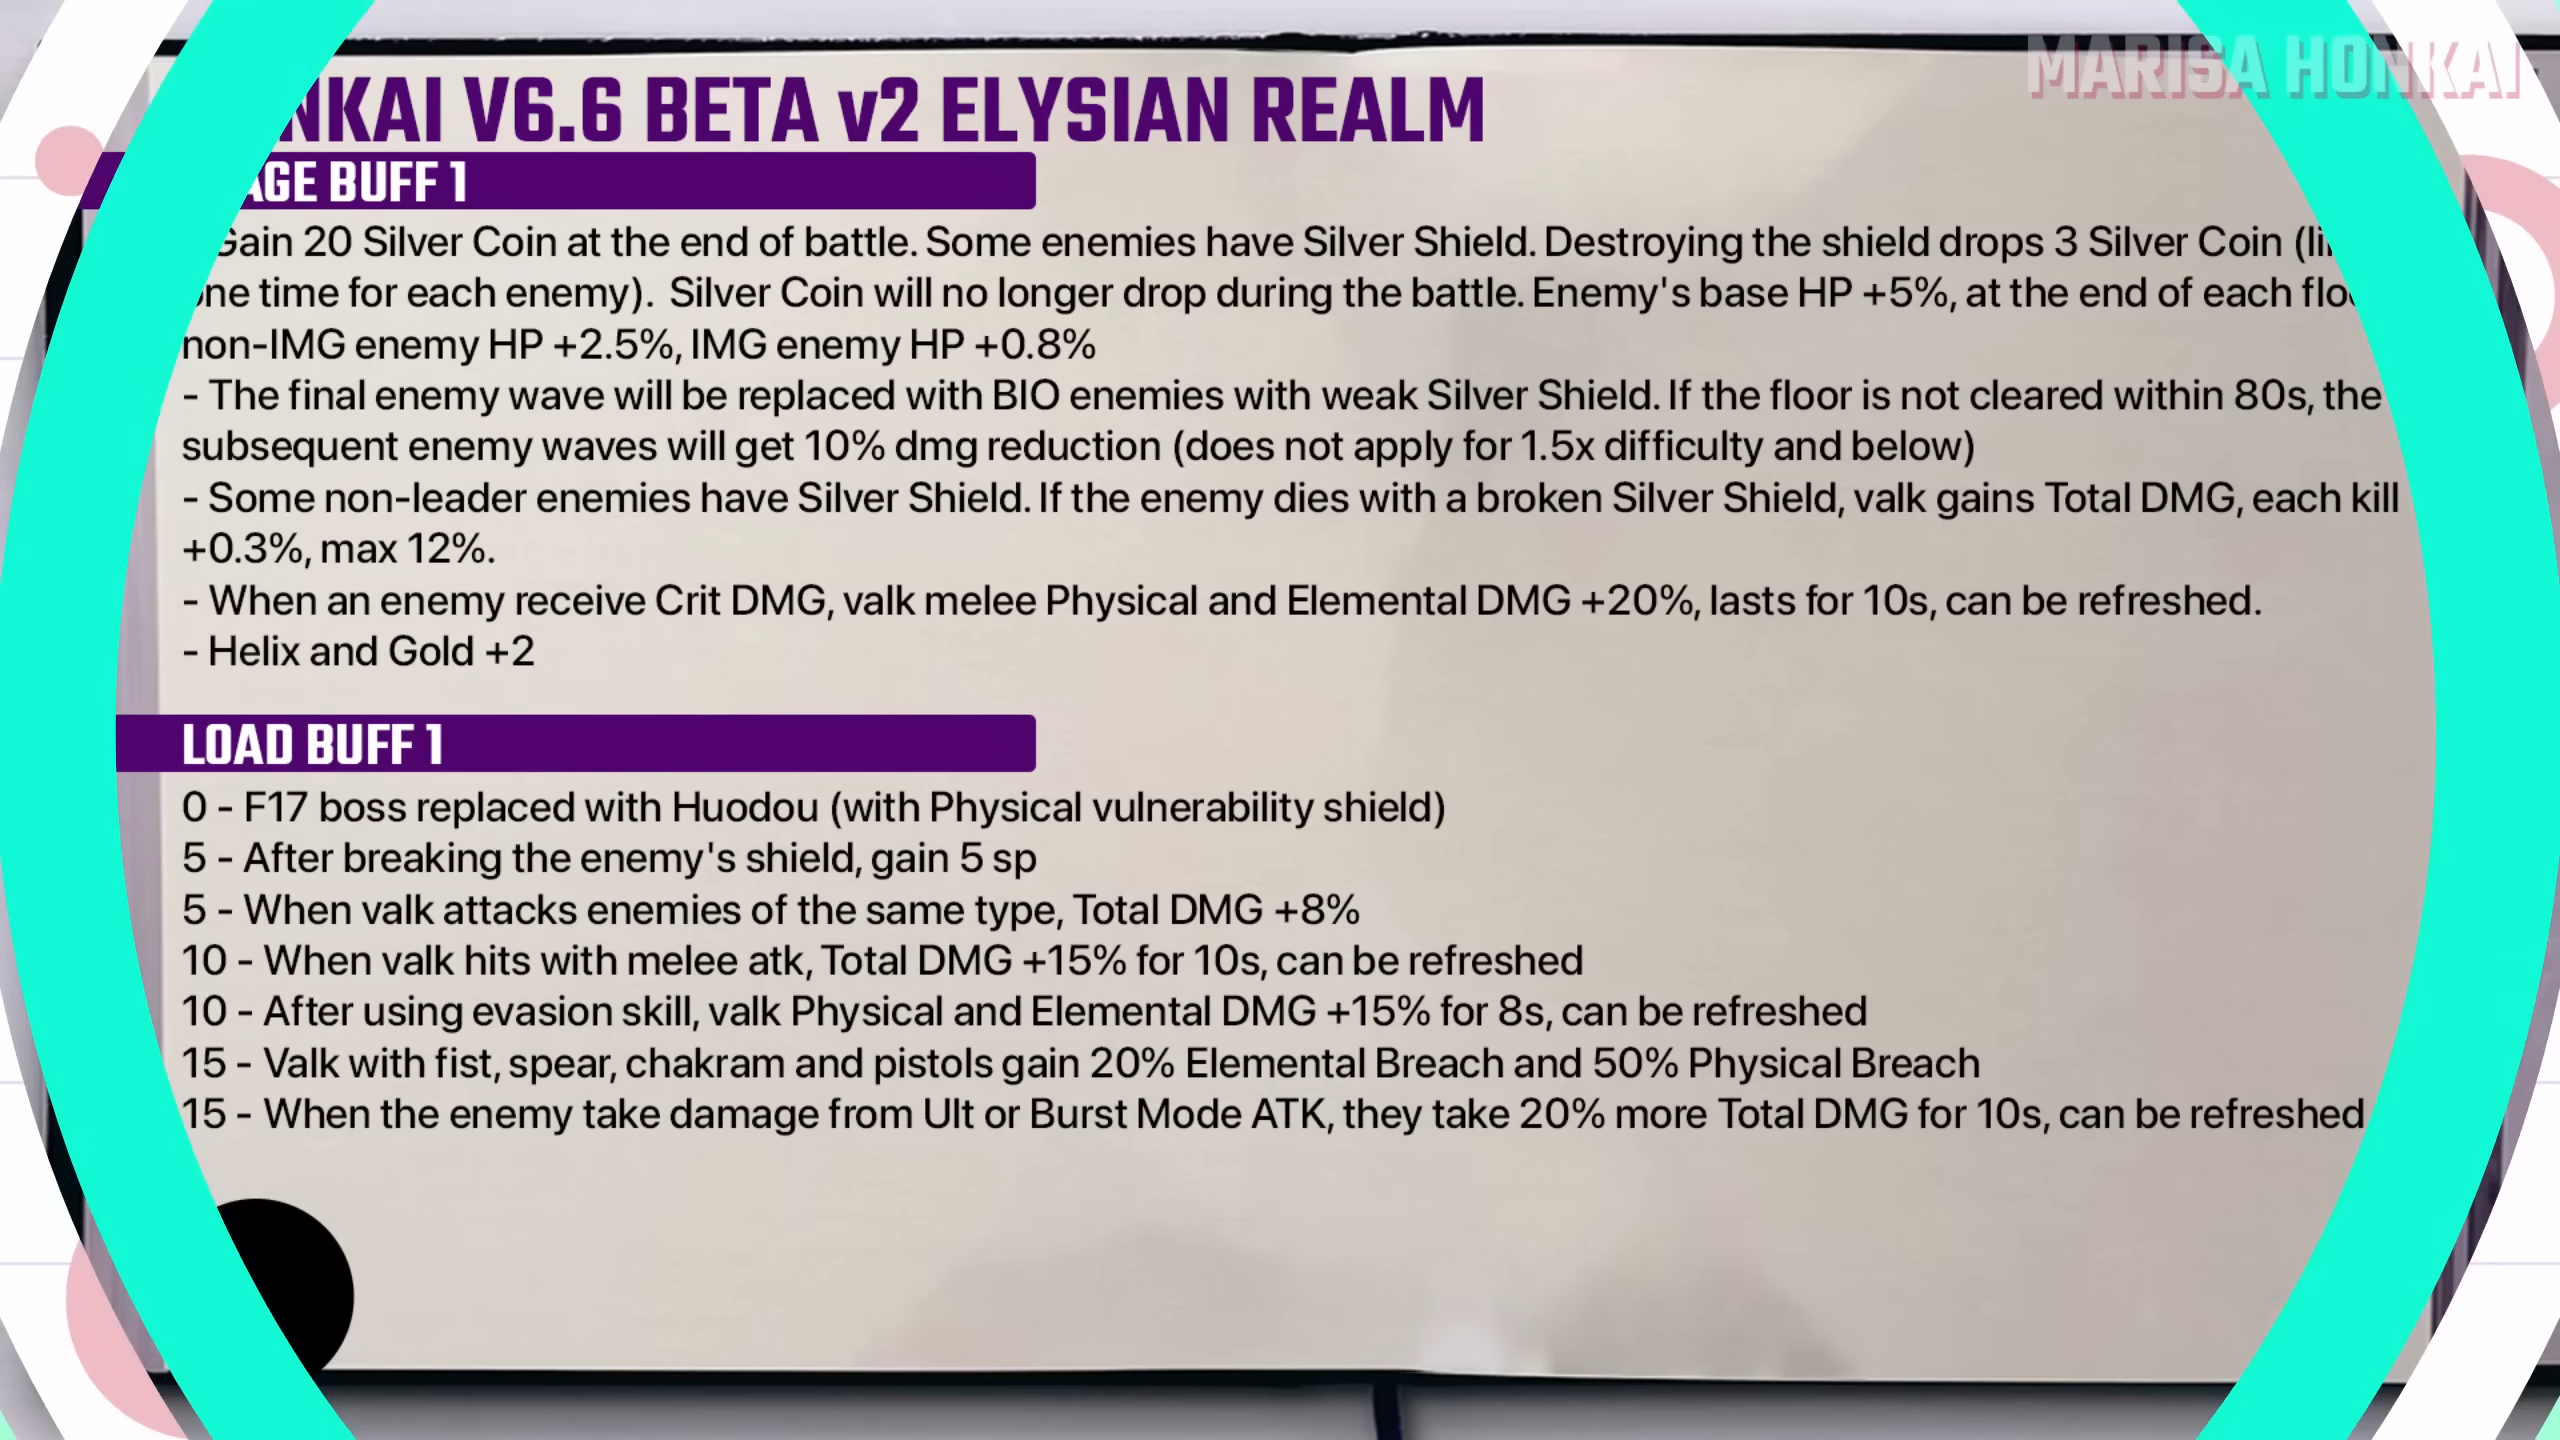 NKAI V6.6 BETA v2 ELYSIAN REALM
MARISA HONKAI
AGE BUFF 1
Gain 20 Silver Coin at the end of battle. Some enemies have Silver Shield. Destroying the shield drops 3 Silver Coin (li
one time for each enemy). Silver Coin will no longer drop during the battle. Enemy's base HP +5%, at the end of each flo
non-IMG enemy HP +2.5%, IMG enemy HP +0.8%
- The final enemy wave will be replaced with BIO enemies with weak Silver Shield. If the floor is not cleared within 80s, the
subsequent enemy waves will get 10% dmg reduction (does not apply for 1.5x difficulty and below)
- Some non-leader enemies have Silver Shield. If the enemy dies with a broken Silver Shield, valk gains Total DMG, each kill
+0.3%, max 12%.
- When an enemy receive Crit DMG, valk melee Physical and Elemental DMG +20%, lasts for 10s, can be refreshed.
- Helix and Gold +2
LOAD BUFF 1
0 - F17 boss replaced with Huodou (with Physical vulnerability shield)
5 - After breaking the enemy's shield, gain 5 sp
5 - When valk attacks enemies of the same type, Total DMG +8%
10 - When valk hits with melee atk, Total DMG +15% for 10s, can be refreshed
10 - After using evasion skill, valk Physical and Elemental DMG +15% for 8s, can be refreshed
15 - Valk with fist, spear, chakram and pistols gain 20% Elemental Breach and 50% Physical Breach
15 - When the enemy take damage from Ult or Burst Mode ATK, they take 20% more Total DMG for 10s, can be refreshed